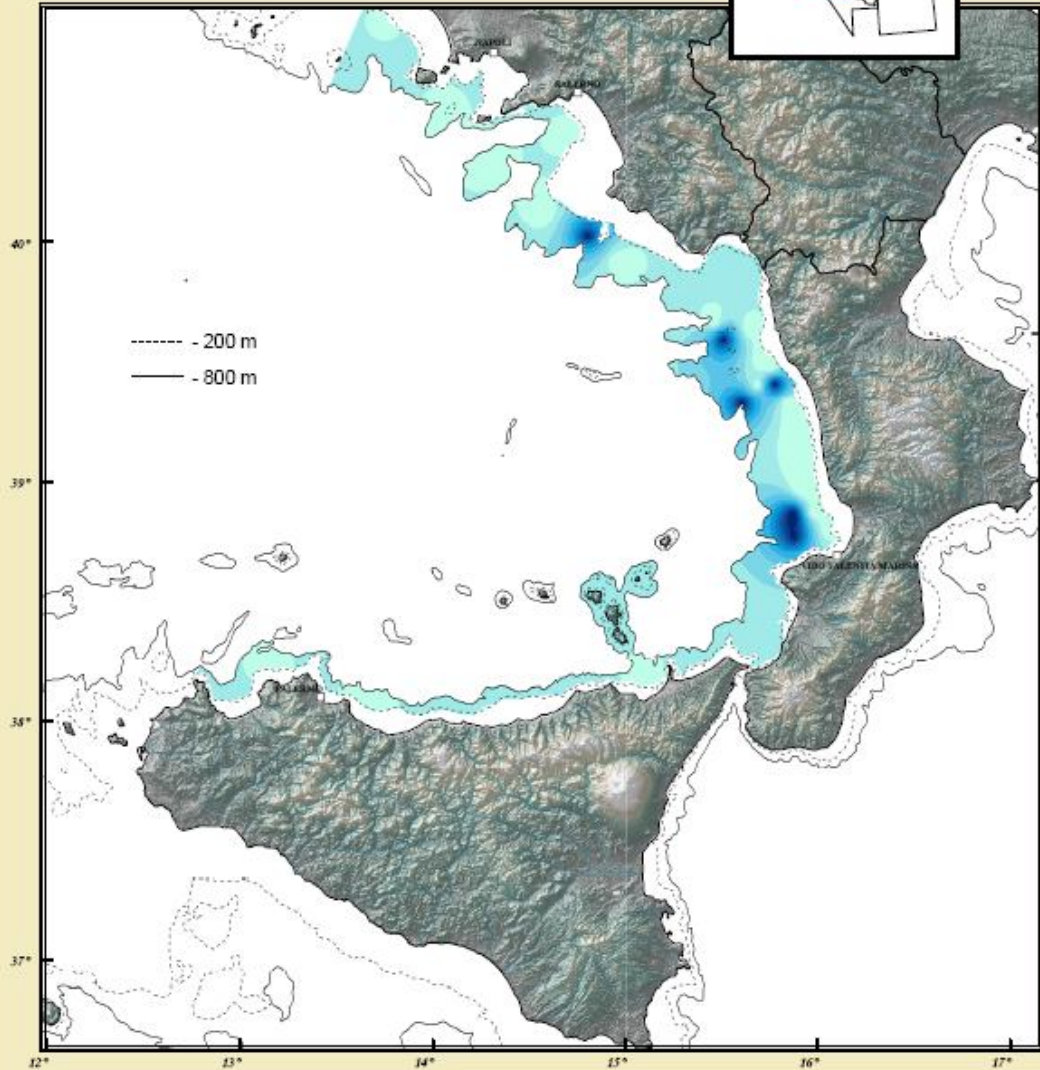 NAPOLI
SALERNO
40°
- 200 m
- 800 m
39°
VIBO VALENTIA MARINA
PALERMO
38°
37°
12°
13°
14°
15°
16°
17°